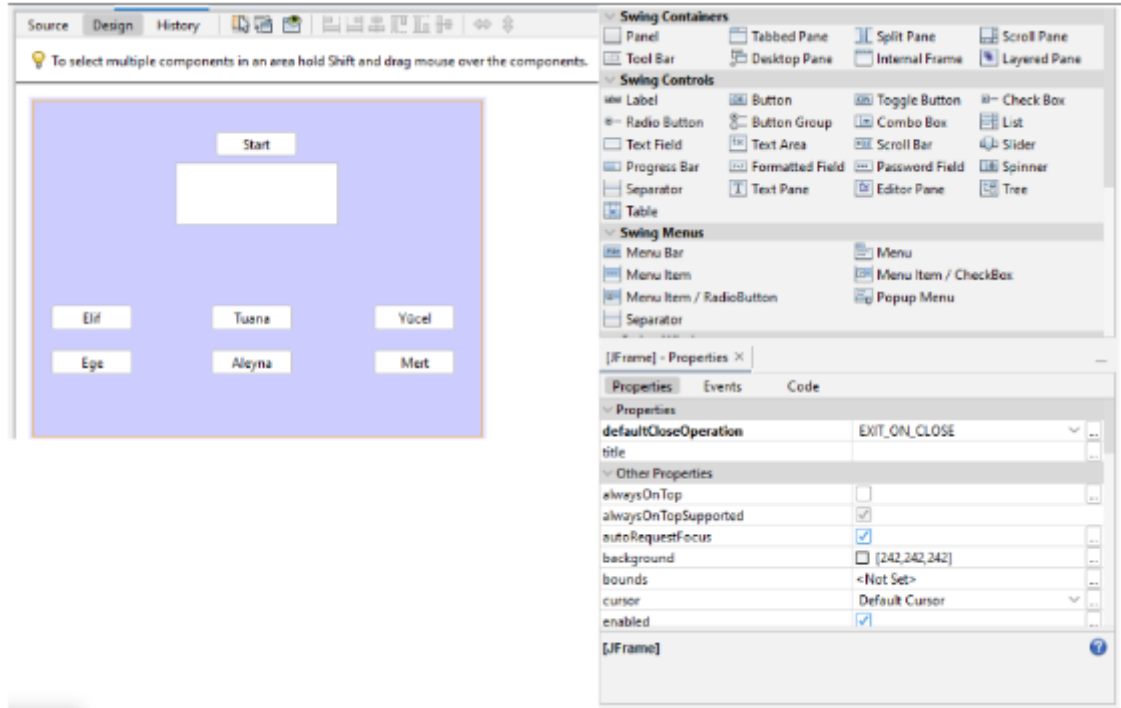 Source Design History
To select multiple components in an area hold Shift and drag mouse over the components.
Start
Elif Tuana Yücel
Ege Aleyna Mert
Swing Containers
Panel Tabbed Pane Split Pane Scroll Pane
Tool Bar Desktop Pane Internal Frame Layered Pane
Swing Controls
Label Button Toggle Button Check Box
Radio Button Button Group Combo Box List
Text Field Text Area Scroll Bar Slider
Progress Bar Formatted Field Password Field Spinner
Separator Text Pane Editor Pane Tree
Table
Swing Menus
Menu Bar Menu
Menu Item Menu Item / CheckBox
Menu Item / RadioButton Popup Menu
Separator
[JFrame] - Properties ×
Properties Events Code
Properties
defaultCloseOperation EXIT_ON_CLOSE ...
title ...
Other Properties
alwaysOnTop ...
alwaysOnTopSupported
autoRequestFocus ...
background [242,242,242] ...
bounds <Not Set> ...
cursor Default Cursor ...
enabled ...
[JFrame]